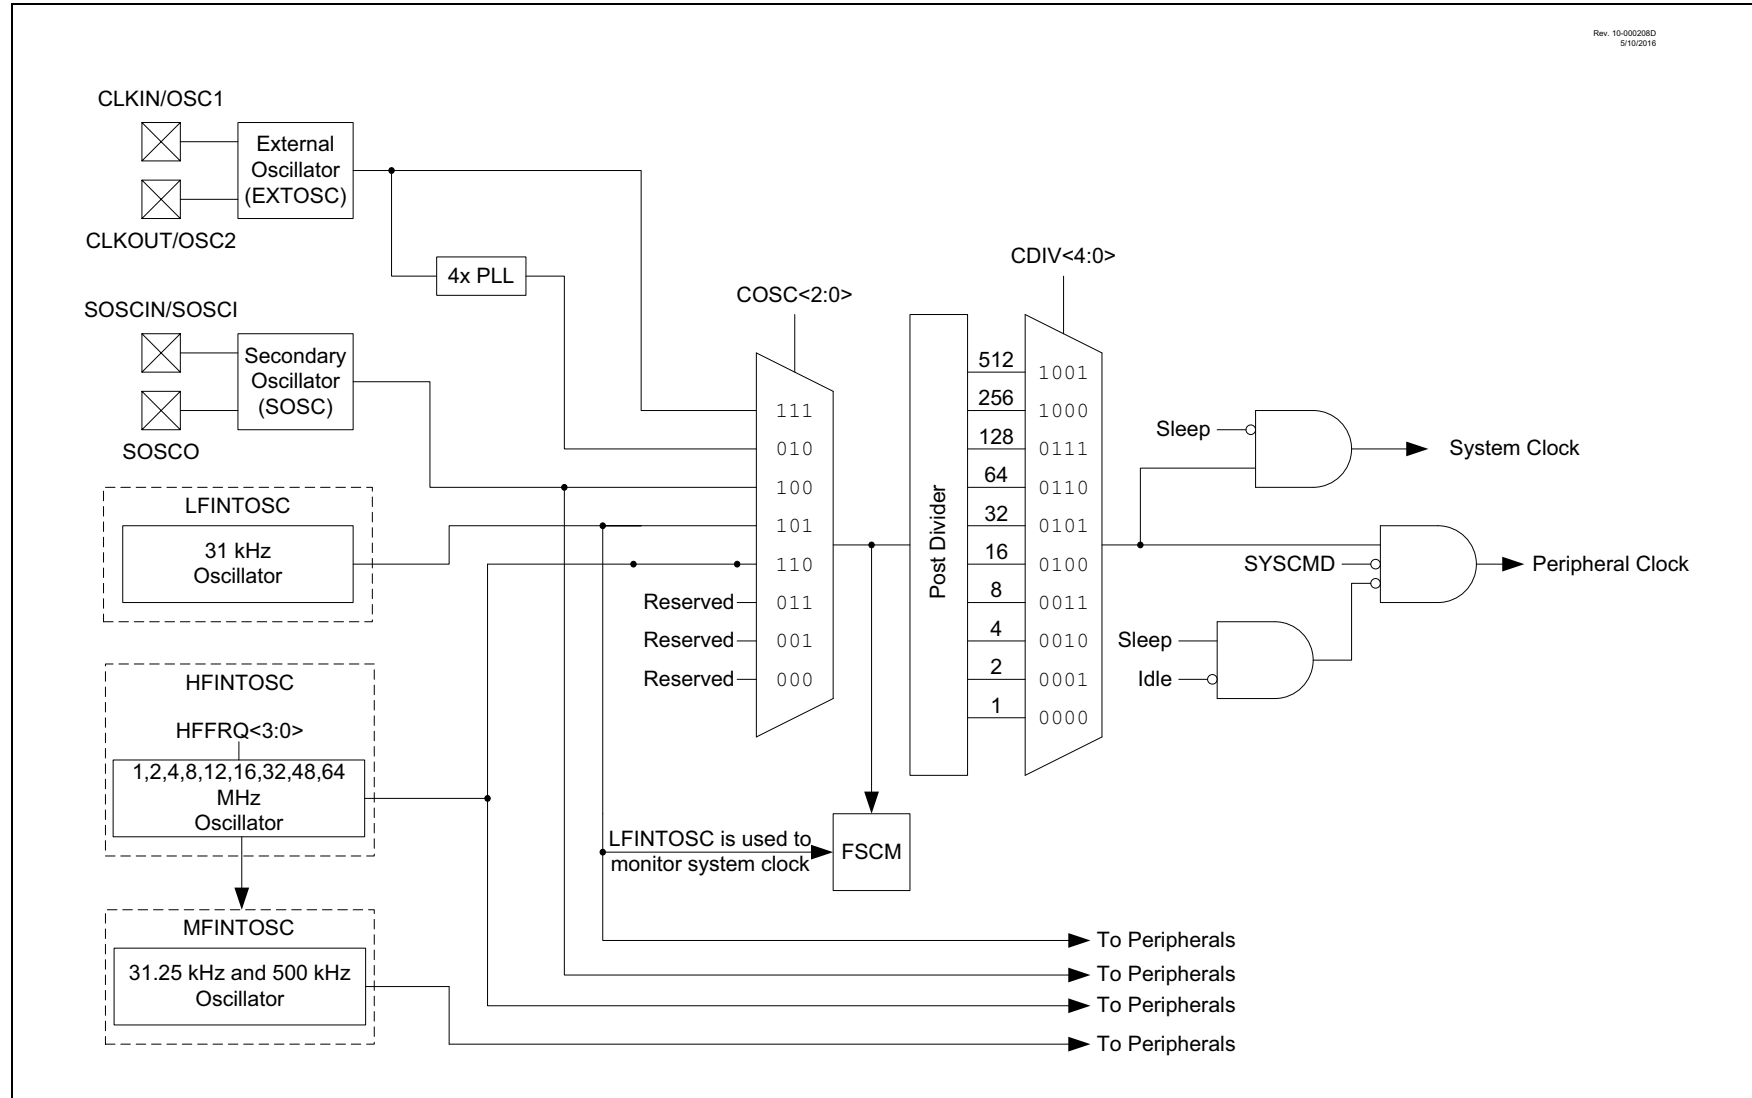 Rev. 10-000208D
5/10/2016
CLKIN/OSC1
External
Oscillator
(EXTOSC)
CLKOUT/OSC2
4x PLL
SOSCIN/SOSCI
Secondary
Oscillator
(SOSC)
SOSCO
LFINTOSC
31 kHz
Oscillator
HFINTOSC
HFFRQ<3:0>
1,2,4,8,12,16,32,48,64
MHz
Oscillator
MFINTOSC
31.25 kHz and 500 kHz
Oscillator
COSC<2:0>
111
010
100
101
110
Reserved 011
Reserved 001
Reserved 000
LFINTOSC is used to
monitor system clock
FSCM
Post Divider
CDIV<4:0>
512 1001
256 1000
128 0111
64 0110
32 0101
16 0100
8 0011
4 0010
2 0001
1 0000
Sleep
System Clock
SYSCMD
Peripheral Clock
Sleep
Idle
To Peripherals
To Peripherals
To Peripherals
To Peripherals